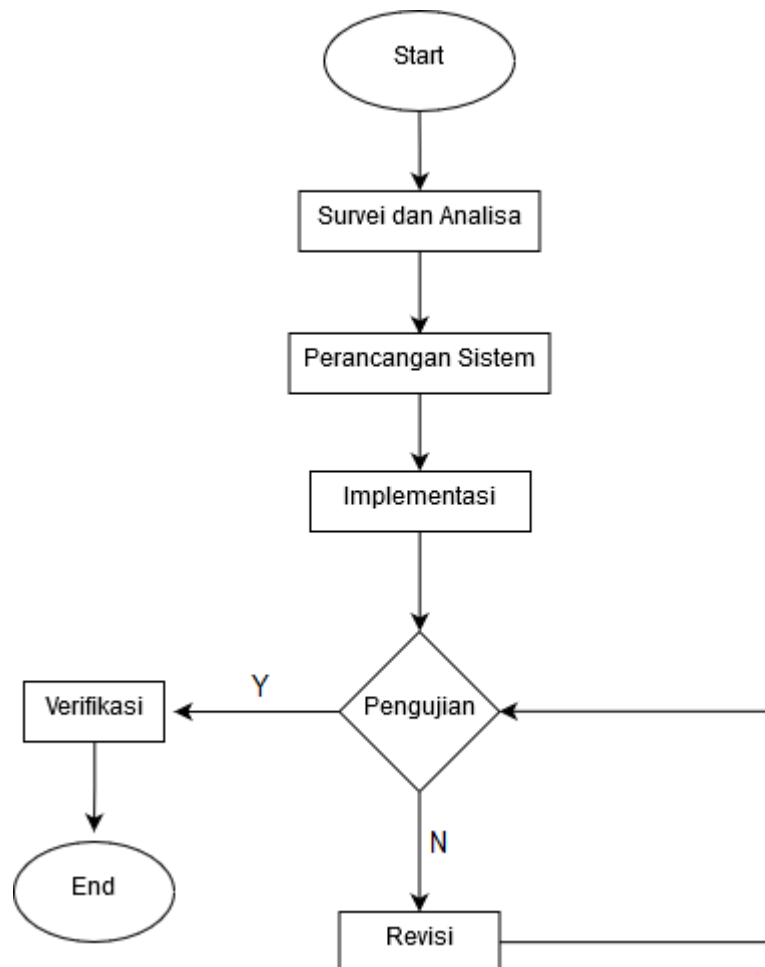 Start
Survei dan Analisa
Perancangan Sistem
Implementasi
Pengujian
Y
Verifikasi
End
N
Revisi